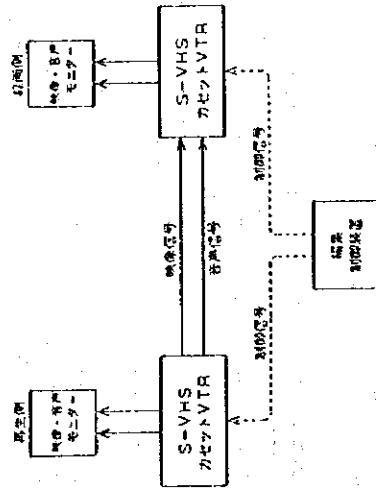 再生側
映像・音声
モニター
S-VHS
カセットVTR
映像信号
音声信号
録画側
映像・音声
モニター
S-VHS
カセットVTR
制御信号
制御信号
編集
制御装置